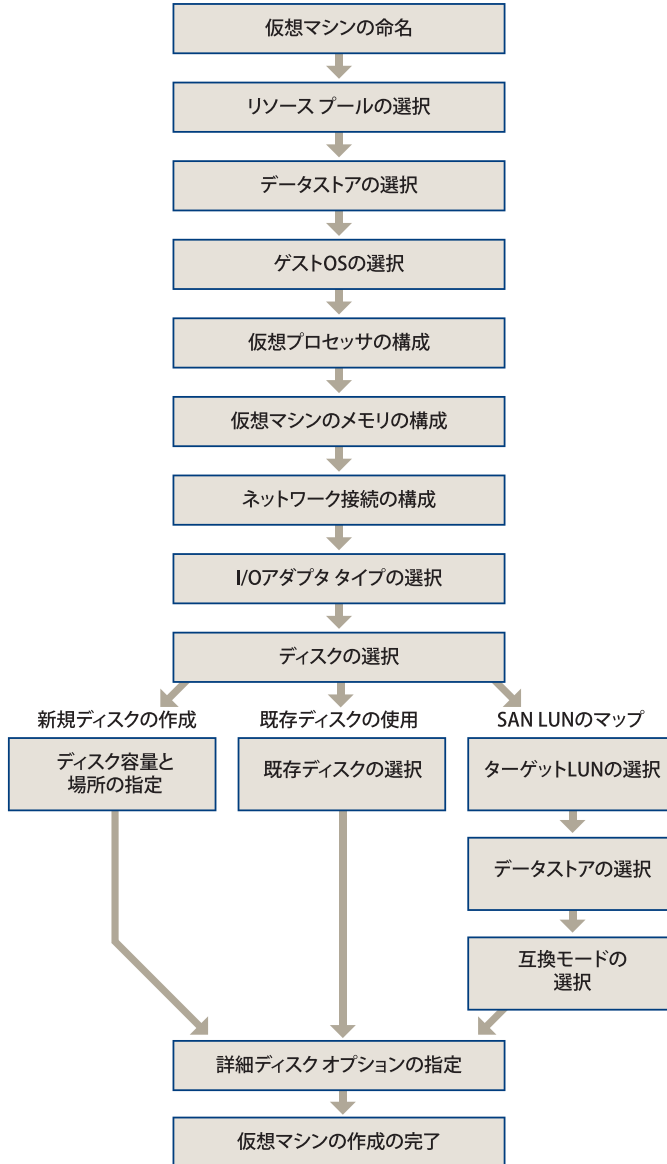 仮想マシンの命名
リソース プールの選択
データストアの選択
ゲストOSの選択
仮想プロセッサの構成
仮想マシンのメモリの構成
ネットワーク接続の構成
I/Oアダプタ タイプの選択
ディスクの選択
新規ディスクの作成
ディスク容量と
場所の指定
既存ディスクの使用
既存ディスクの選択
SAN LUNのマップ
ターゲットLUNの選択
データストアの選択
互換モードの
選択
詳細ディスク オプションの指定
仮想マシンの作成の完了